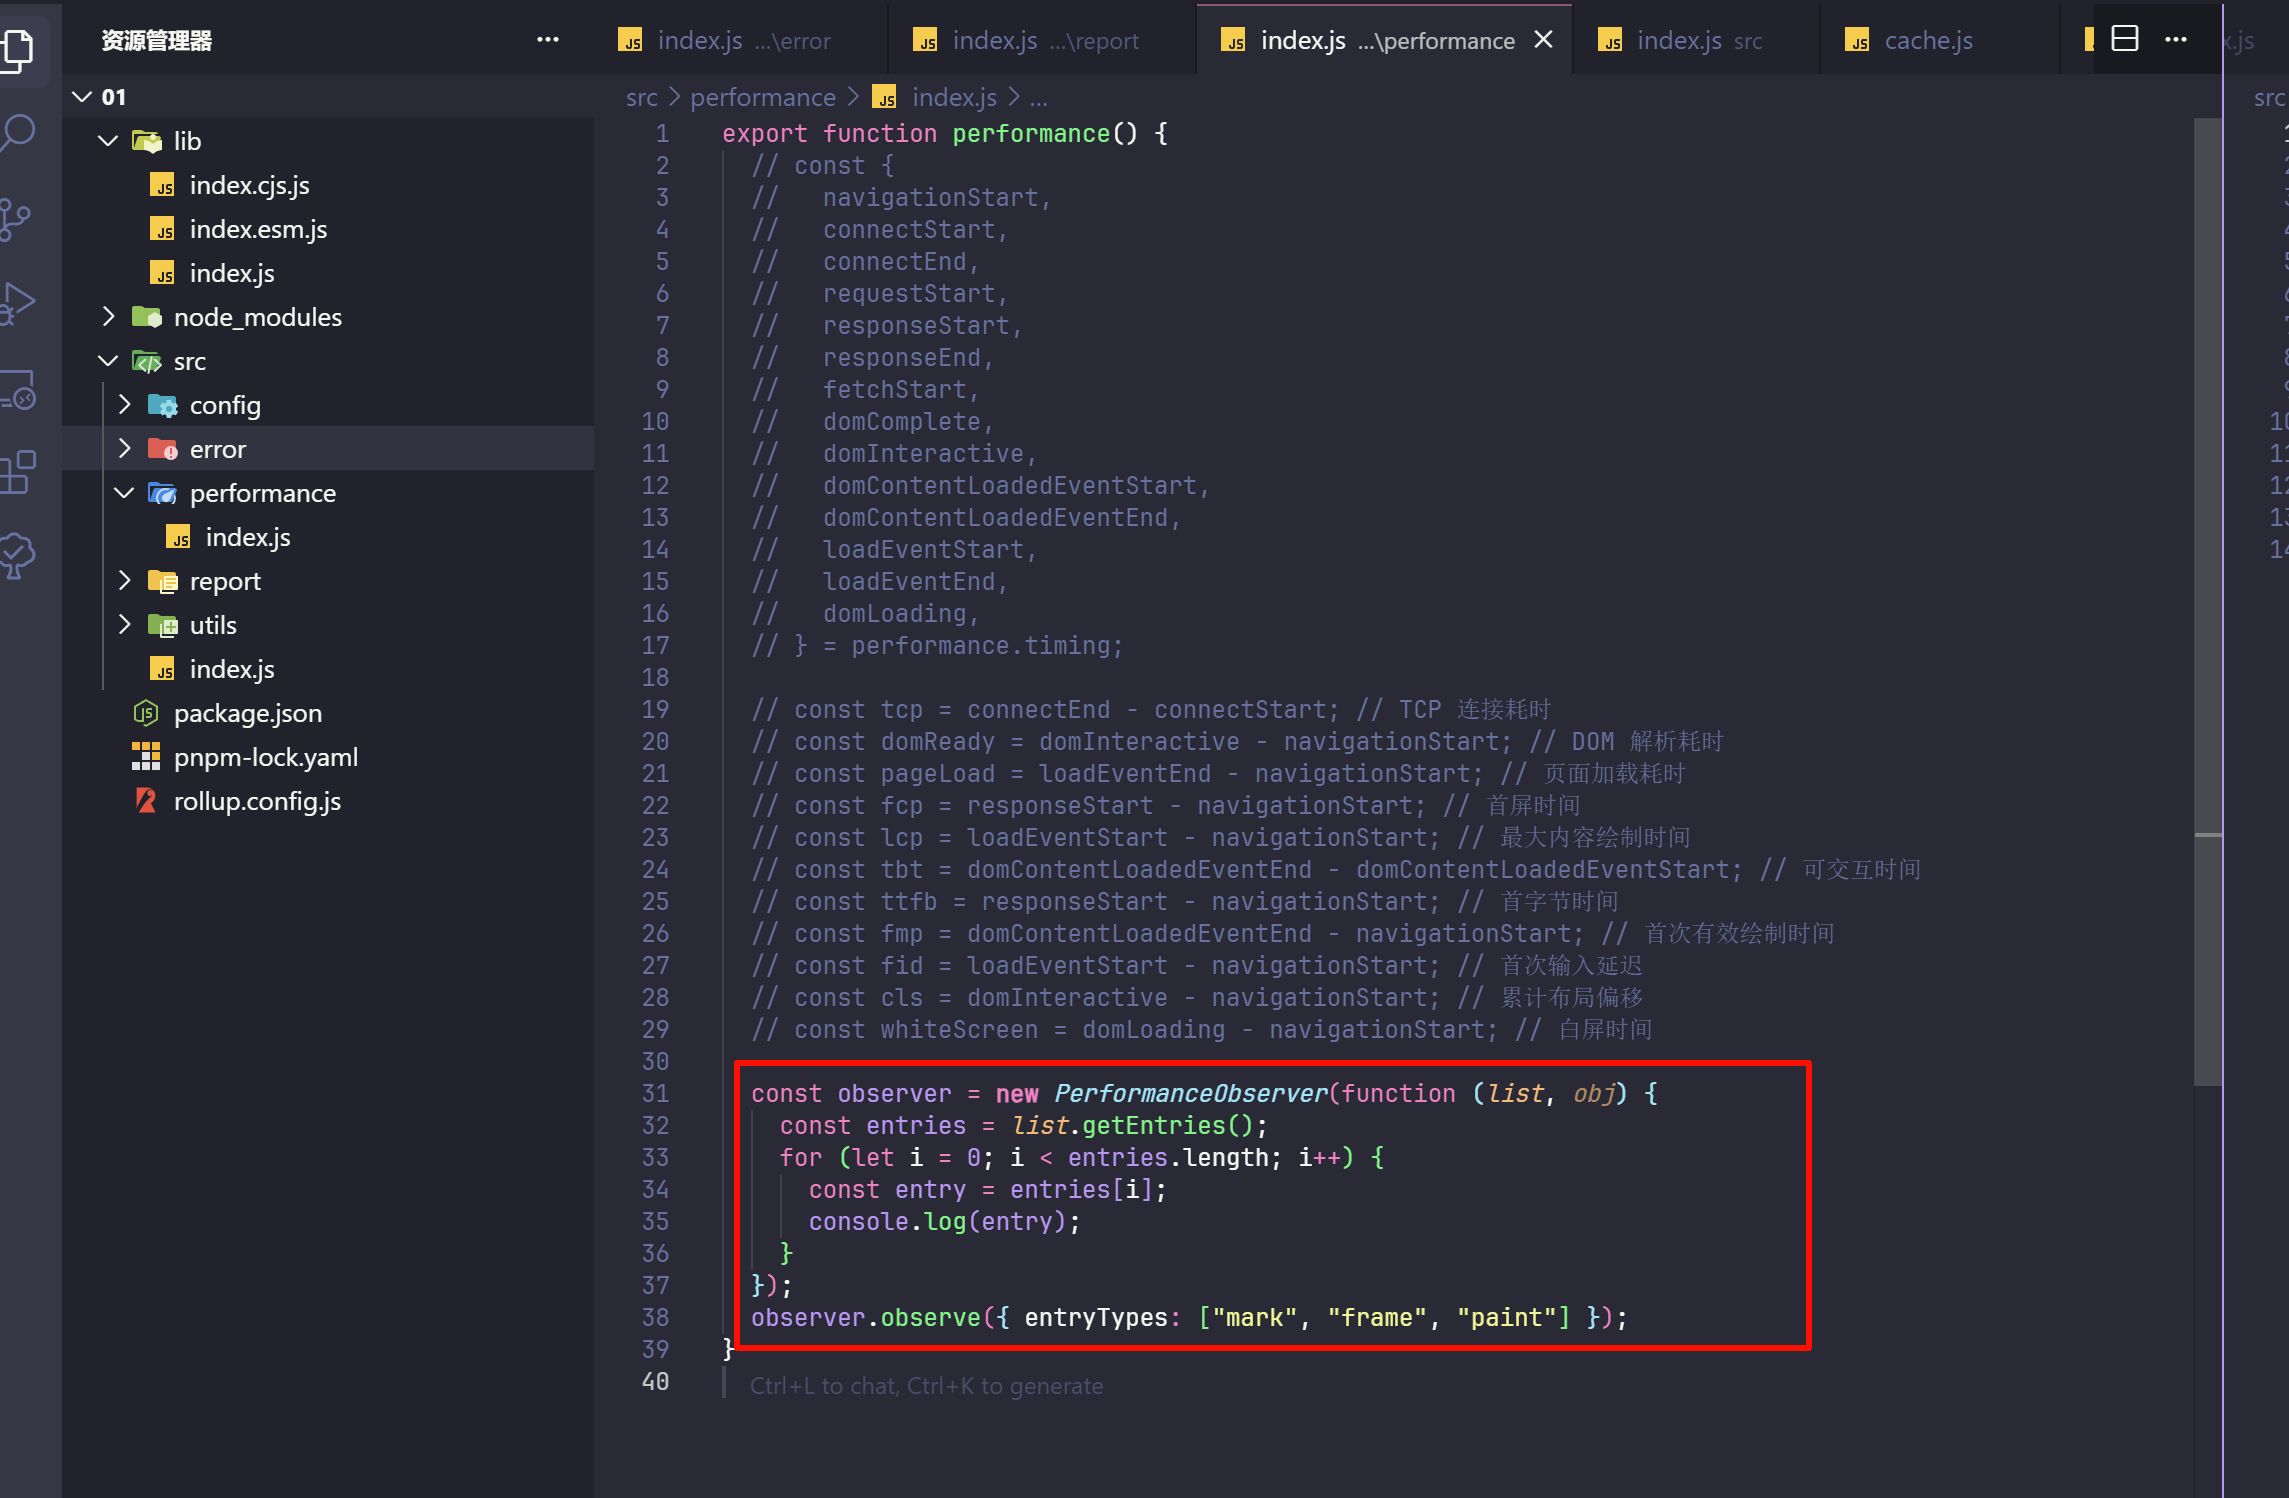 资源管理器
index.js ...\error
index.js ...\report
index.js ...\performance
index.js src
cache.js
01
lib
index.cjs.js
index.esm.js
index.js
node_modules
src
config
error
performance
index.js
report
utils
index.js
package.json
pnpm-lock.yaml
rollup.config.js
src > performance > index.js > ...
src
1 export function performance() {
2 // const {
3 //   navigationStart,
4 //   connectStart,
5 //   connectEnd,
6 //   requestStart,
7 //   responseStart,
8 //   responseEnd,
9 //   fetchStart,
10 //   domComplete,
11 //   domInteractive,
12 //   domContentLoadedEventStart,
13 //   domContentLoadedEventEnd,
14 //   loadEventStart,
15 //   loadEventEnd,
16 //   domLoading,
17 // } = performance.timing;
18
19 // const tcp = connectEnd - connectStart; // TCP 连接耗时
20 // const domReady = domInteractive - navigationStart; // DOM 解析耗时
21 // const pageLoad = loadEventEnd - navigationStart; // 页面加载耗时
22 // const fcp = responseStart - navigationStart; // 首屏时间
23 // const lcp = loadEventStart - navigationStart; // 最大内容绘制时间
24 // const tbt = domContentLoadedEventEnd - domContentLoadedEventStart; // 可交互时间
25 // const ttfb = responseStart - navigationStart; // 首字节时间
26 // const fmp = domContentLoadedEventEnd - navigationStart; // 首次有效绘制时间
27 // const fid = loadEventStart - navigationStart; // 首次输入延迟
28 // const cls = domInteractive - navigationStart; // 累计布局偏移
29 // const whiteScreen = domLoading - navigationStart; // 白屏时间
30
31 const observer = new PerformanceObserver(function (list, obj) {
32 const entries = list.getEntries();
33 for (let i = 0; i < entries.length; i++) {
34 const entry = entries[i];
35 console.log(entry);
36 }
37 });
38 observer.observe({ entryTypes: ["mark", "frame", "paint"] });
39 }
40 Ctrl+L to chat, Ctrl+K to generate